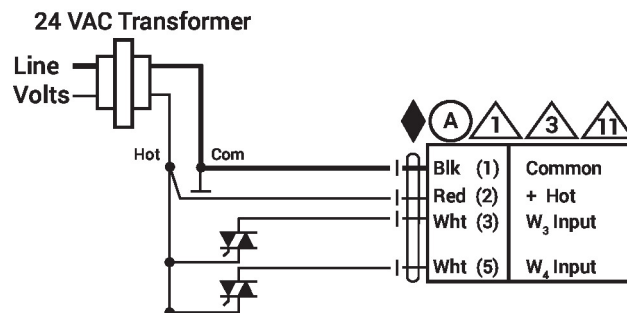 24 VAC Transformer
Line
Volts
Hot
Com
A 1 3 11
Blk (1) Common
Red (2) + Hot
Wht (3) W₃ Input
Wht (5) W₄ Input